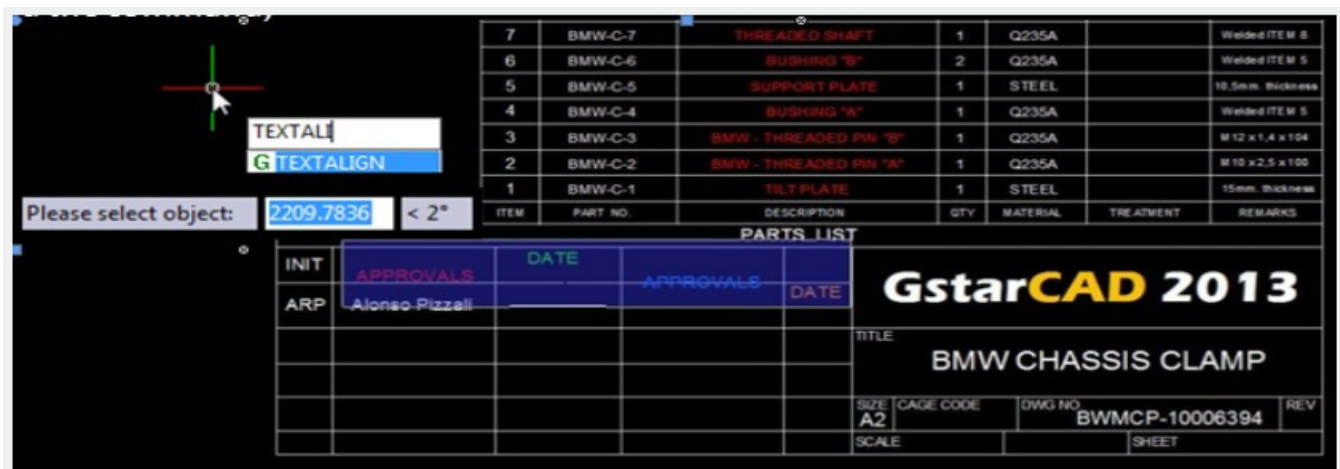 7 BMW-C-7 THREADED SHAFT 1 Q235A Welded ITEM 8
6 BMW-C-6 BUSHING "B" 2 Q235A Welded ITEM 5
5 BMW-C-5 SUPPORT PLATE 1 STEEL 10,5mm. thickness
4 BMW-C-4 BUSHING "A" 1 Q235A Welded ITEM 5
3 BMW-C-3 BMW - THREADED PIN "B" 1 Q235A M12 x 1,4 x 104
2 BMW-C-2 BMW - THREADED PIN "A" 1 Q235A M10 x 2,5 x 100
1 BMW-C-1 TILT PLATE 1 STEEL 15mm. thickness
ITEM PART NO. DESCRIPTION QTY MATERIAL TREATMENT REMARKS
PARTS LIST
TEXTALI
G TEXTALIGN
Please select object: 2209.7836 < 2°
INIT APPROVALS DATE APPROVALS DATE
ARP Alonso Pizzali
GstarCAD 2013
TITLE
BMW CHASSIS CLAMP
SIZE CAGE CODE DWG NO REV
A2 BWMCP-10006394
SCALE SHEET